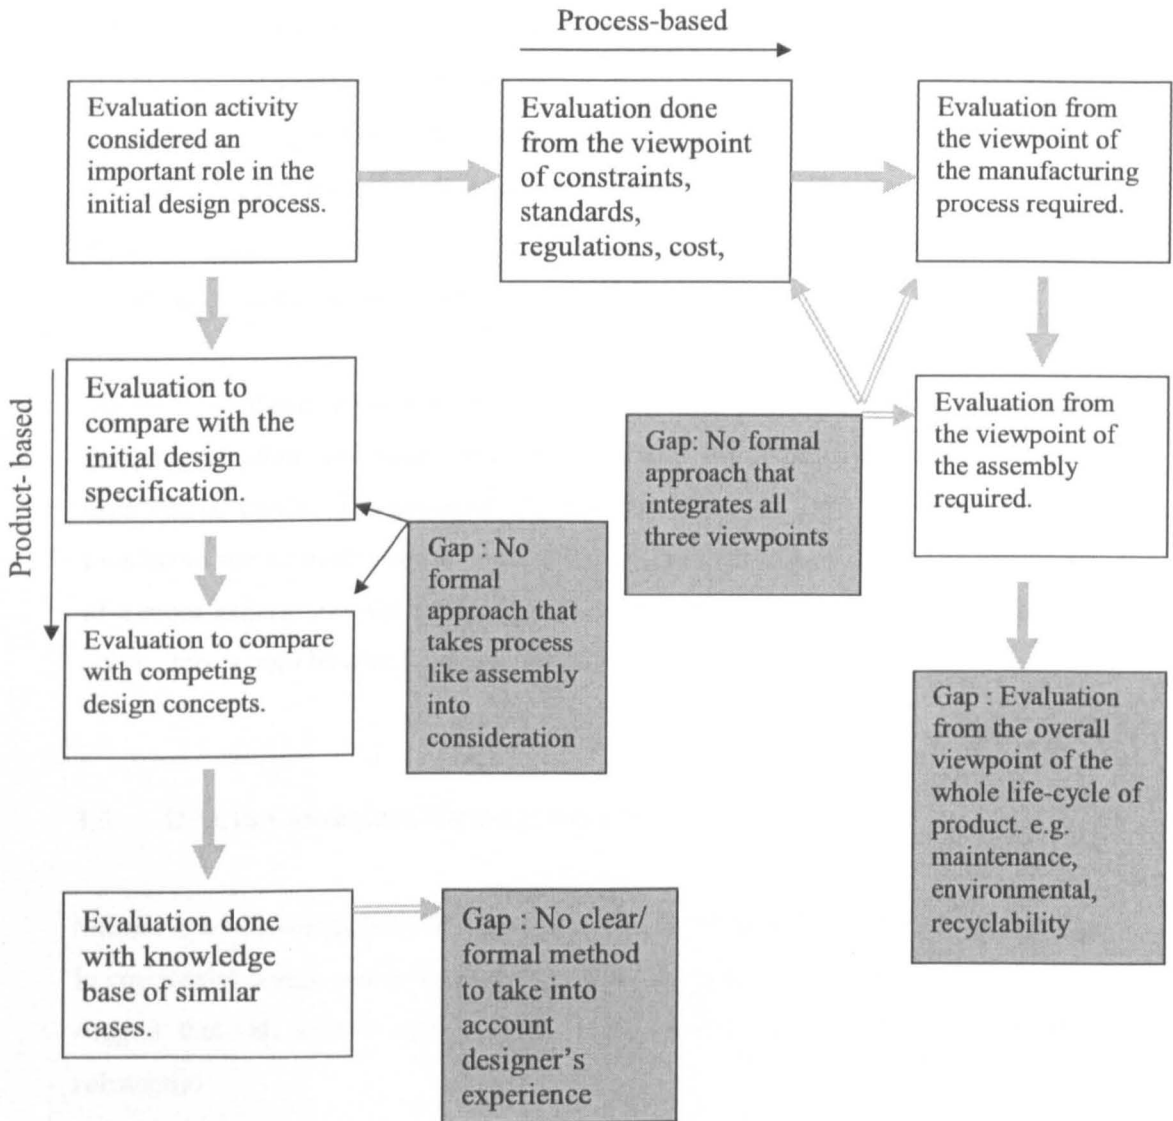 Process-based
Evaluation activity
considered an
important role in the
initial design process.
Evaluation done
from the viewpoint
of constraints,
standards,
regulations, cost,
Evaluation from
the viewpoint of
the manufacturing
process required.
Product- based
Evaluation to
compare with the
initial design
specification.
Gap : No
formal
approach that
takes process
like assembly
into
consideration
Gap: No formal
approach that
integrates all
three viewpoints
Evaluation from
the viewpoint of
the assembly
required.
Evaluation to compare
with competing
design concepts.
Gap : Evaluation
from the overall
viewpoint of the
whole life-cycle of
product. e.g.
maintenance,
environmental,
recyclability
Evaluation done
with knowledge
base of similar
cases.
Gap : No clear/
formal method
to take into
account
designer's
experience